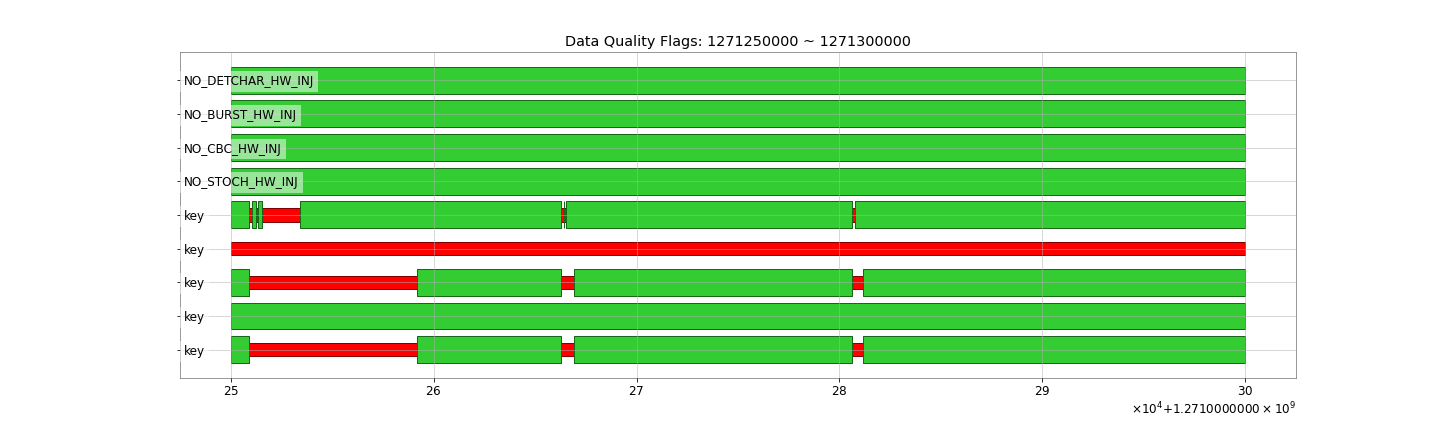 Data Quality Flags: 1271250000 ~ 1271300000
NO_DETCHAR_HW_INJ
NO_BURST_HW_INJ
NO_CBC_HW_INJ
NO_STOCH_HW_INJ
key
key
key
key
key
25 26 27 28 29 30
×10⁴+1.2710000000 × 10⁹